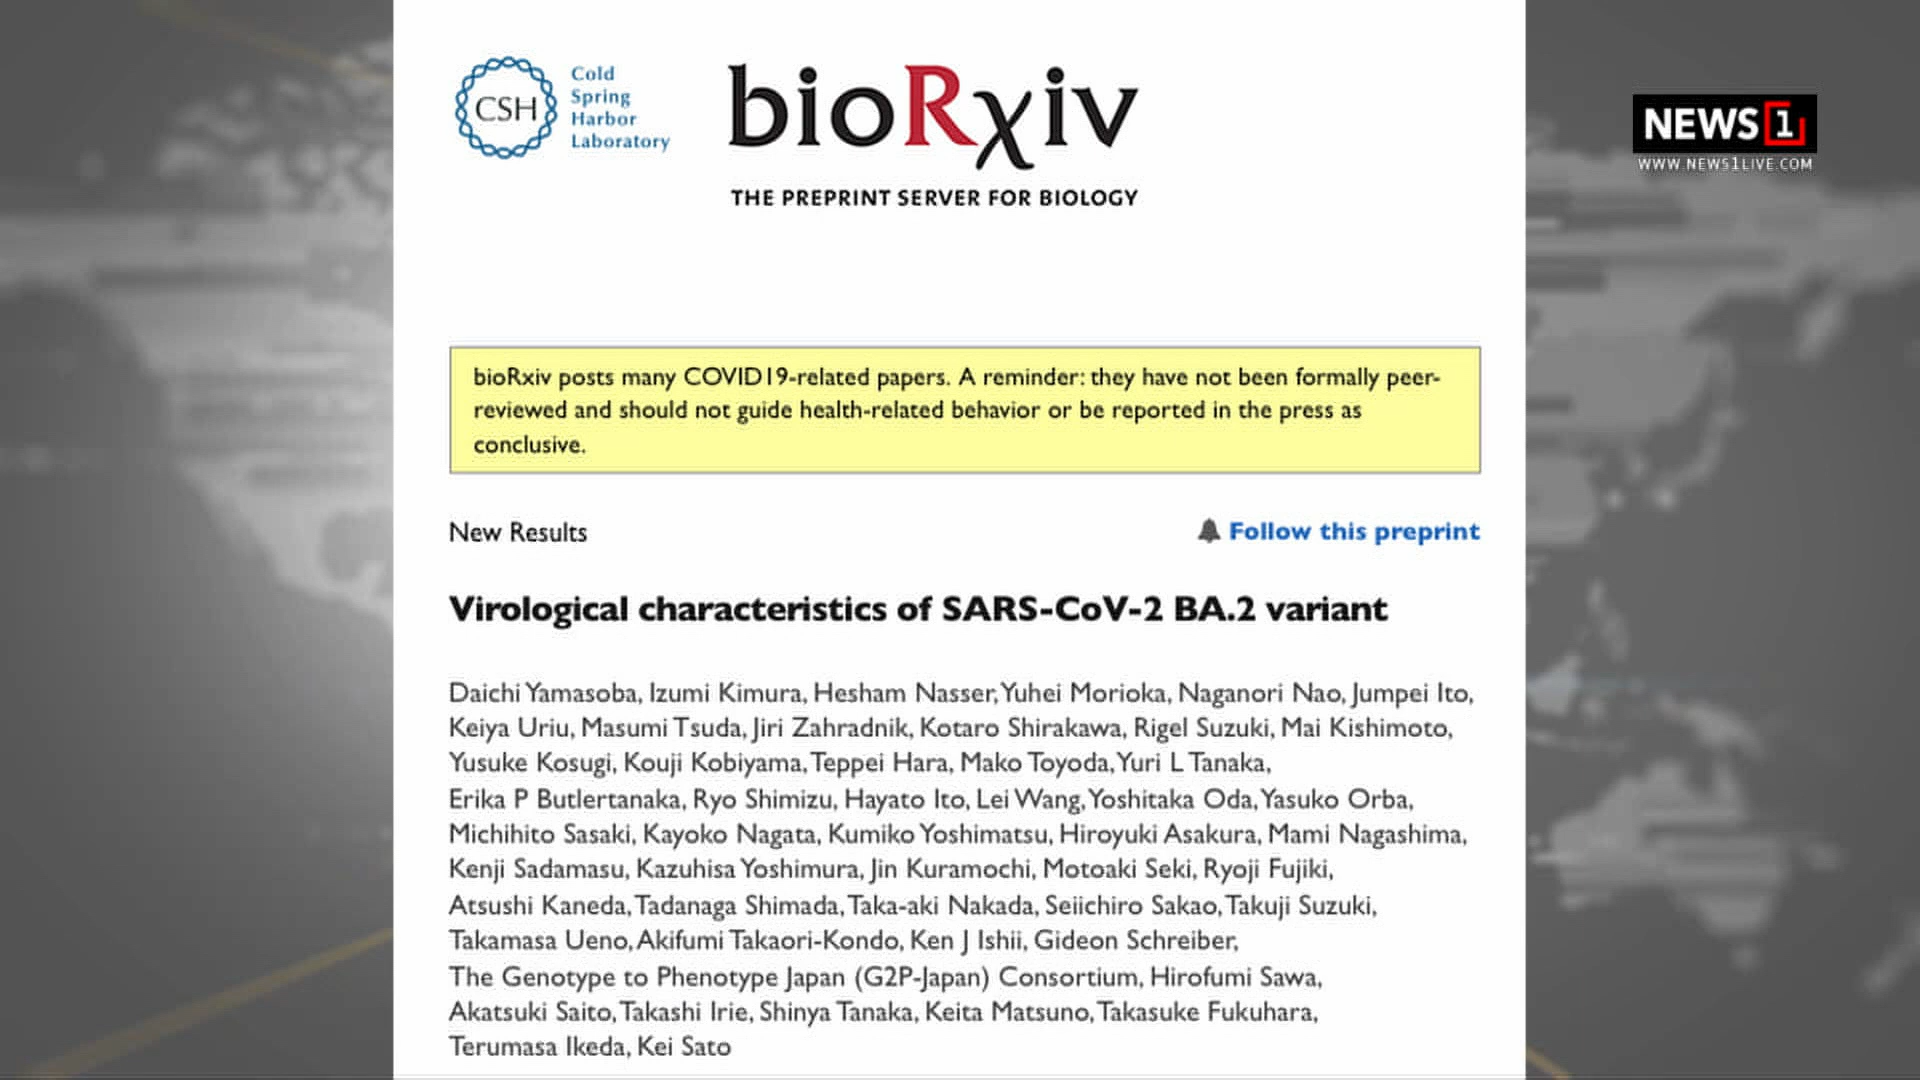 CSH
Cold
Spring
Harbor
Laboratory
bioRxiv
THE PREPRINT SERVER FOR BIOLOGY
NEWS 1
WWW.NEWS1LIVE.COM
bioRxiv posts many COVID19-related papers. A reminder: they have not been formally peer-
reviewed and should not guide health-related behavior or be reported in the press as
conclusive.
New Results
Follow this preprint
Virological characteristics of SARS-CoV-2 BA.2 variant
Daichi Yamasoba, Izumi Kimura, Hesham Nasser, Yuhei Morioka, Naganori Nao, Jumpei Ito,
Keiya Uriu, Masumi Tsuda, Jiri Zahradnik, Kotaro Shirakawa, Rigel Suzuki, Mai Kishimoto,
Yusuke Kosugi, Kouji Kobiyama, Teppei Hara, Mako Toyoda, Yuri L Tanaka,
Erika P Butlertanaka, Ryo Shimizu, Hayato Ito, Lei Wang, Yoshitaka Oda, Yasuko Orba,
Michihito Sasaki, Kayoko Nagata, Kumiko Yoshimatsu, Hiroyuki Asakura, Mami Nagashima,
Kenji Sadamasu, Kazuhisa Yoshimura, Jin Kuramochi, Motoaki Seki, Ryoji Fujiki,
Atsushi Kaneda, Tadanaga Shimada, Taka-aki Nakada, Seiichiro Sakao, Takuji Suzuki,
Takamasa Ueno, Akifumi Takaori-Kondo, Ken J Ishii, Gideon Schreiber,
The Genotype to Phenotype Japan (G2P-Japan) Consortium, Hirofumi Sawa,
Akatsuki Saito, Takashi Irie, Shinya Tanaka, Keita Matsuno, Takasuke Fukuhara,
Terumasa Ikeda, Kei Sato